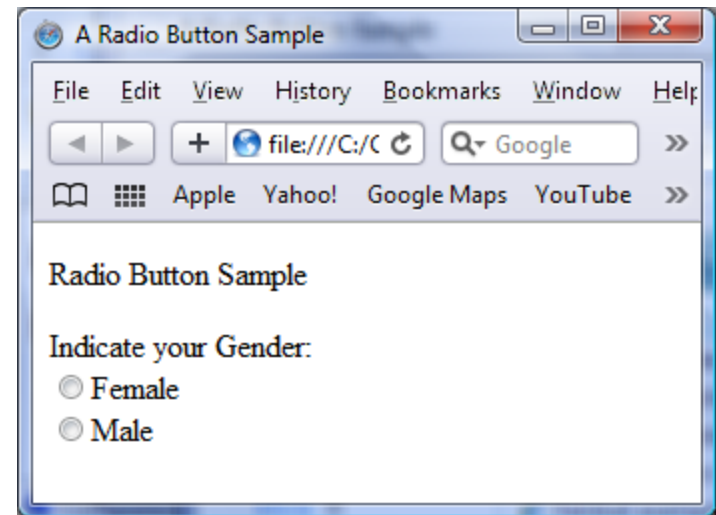 A Radio Button Sample
File Edit View History Bookmarks Window Help
file:///C:/C Google
Apple Yahoo! Google Maps YouTube
Radio Button Sample
Indicate your Gender:
Female
Male